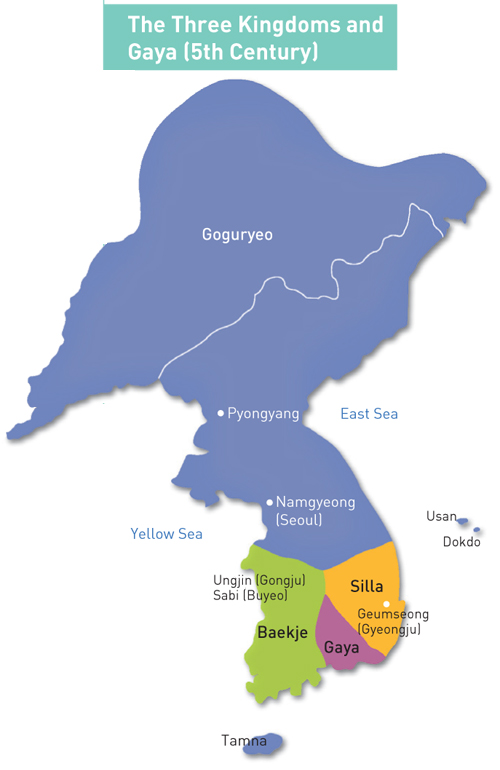 The Three Kingdoms and
Gaya (5th Century)
Goguryeo
Pyongyang
East Sea
Namgyeong
(Seoul)
Yellow Sea
Usan
Dokdo
Ungjin (Gongju)
Sabi (Buyeo)
Silla
Geumseong
(Gyeongju)
Baekje
Gaya
Tamna